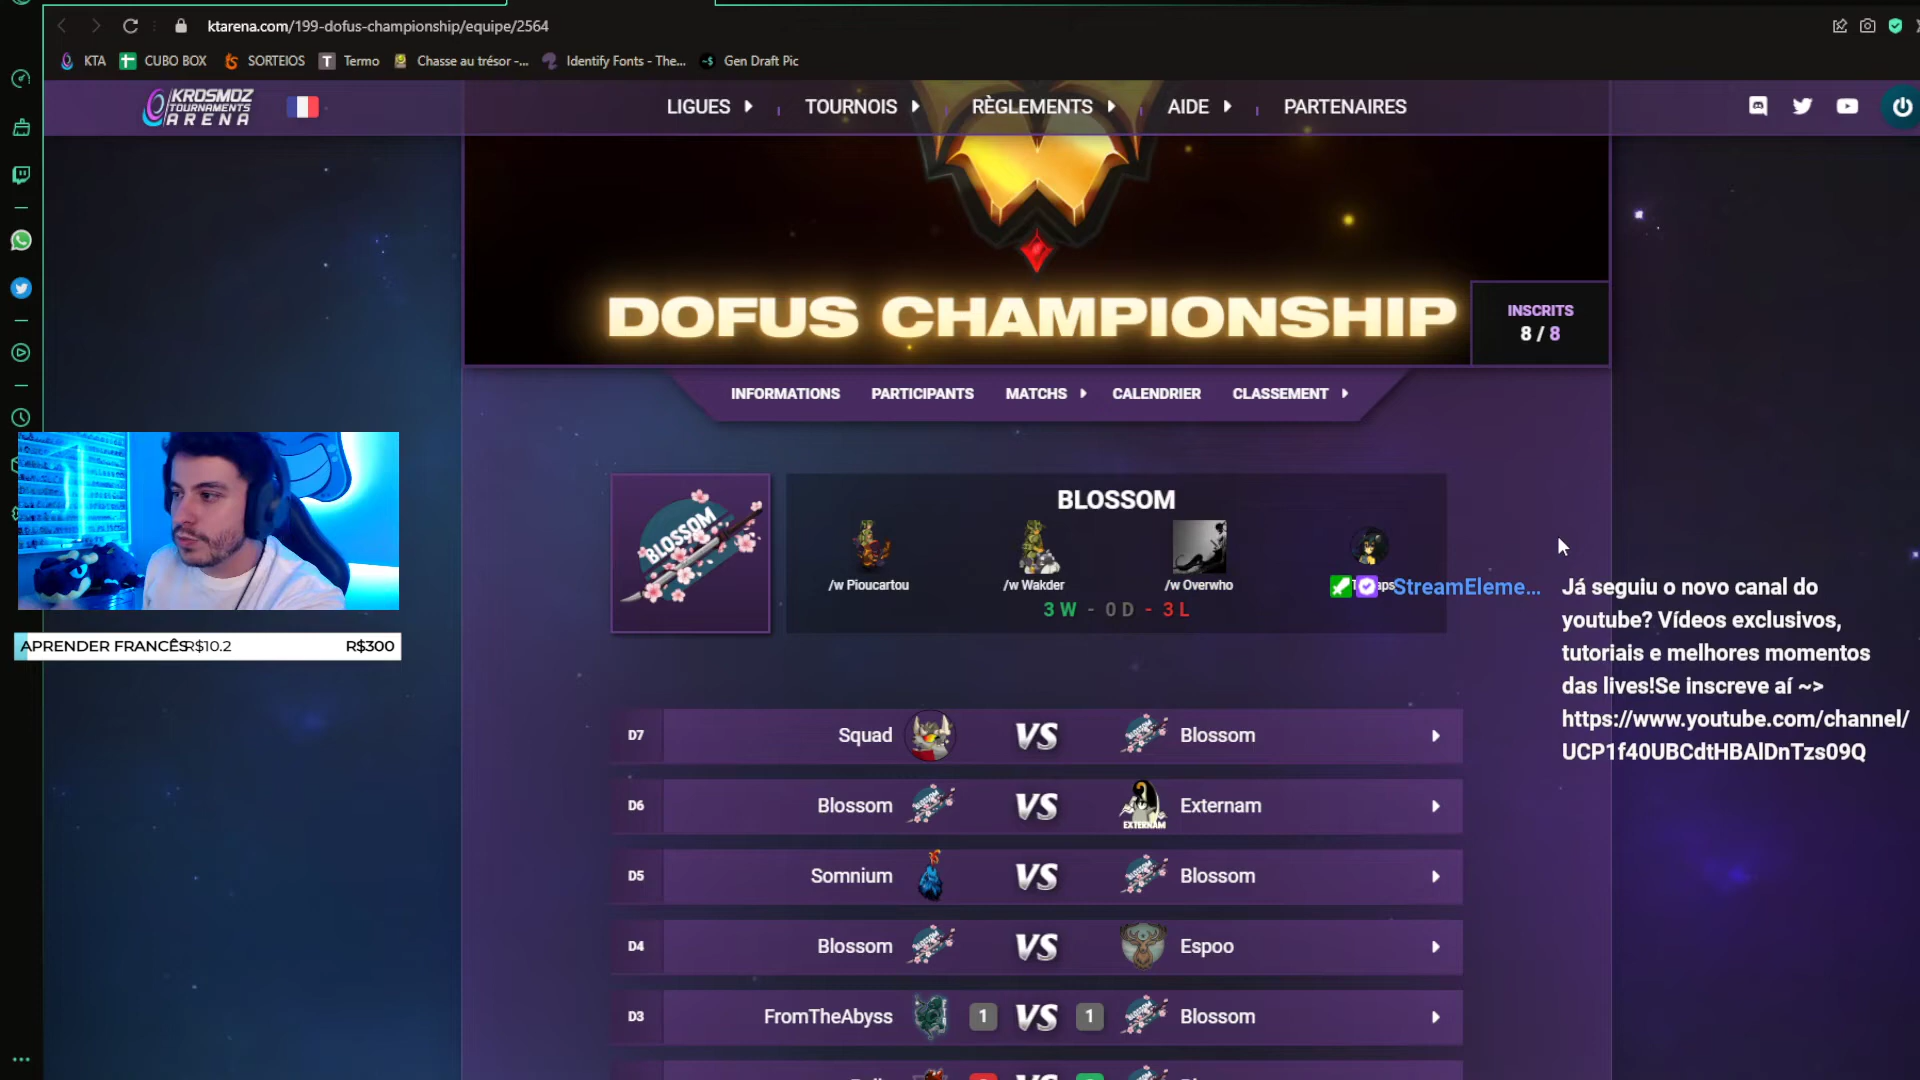 ktarena.com/199-dofus-championship/equipe/2564
KTA
CUBO BOX
SORTEIOS
T Termo
Chasse au trésor -...
Identify Fonts - The...
~$ Gen Draft Pic
KROSMOZ
TOURNAMENTS
ARENA
LIGUES
TOURNOIS
RÈGLEMENTS
AIDE
PARTENAIRES
DOFUS CHAMPIONSHIP
INSCRITS
8 / 8
INFORMATIONS
PARTICIPANTS
MATCHS
CALENDRIER
CLASSEMENT
BLOSSOM
BLOSSOM
/w Pioucartou
/w Wakder
/w Overwho
3 W - 0 D - 3 L
StreamEleme...
Já seguiu o novo canal do
youtube? Vídeos exclusivos,
tutoriais e melhores momentos
das lives!Se inscreve aí ~>
https://www.youtube.com/channel/
UCP1f40UBCdtHBAlDnTzs09Q
APRENDER FRANCÊS
R$10.2
R$300
D7 Squad VS Blossom
D6 Blossom VS EXTERNAM Externam
D5 Somnium VS Blossom
D4 Blossom VS Espoo
D3 FromTheAbyss 1 VS 1 Blossom